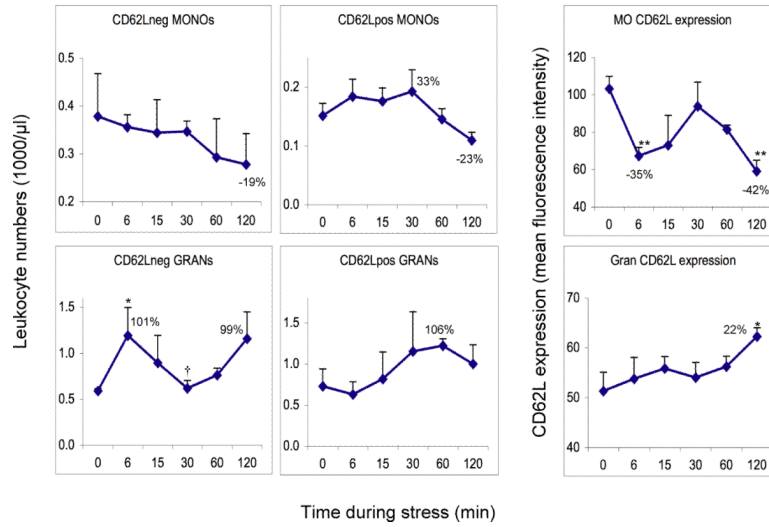 CD62Lneg MONOs
0.5
0.4
0.3
0.2
-19%
0 6 15 30 60 120
CD62Lpos MONOs
0.2
0.1
0.0
33%
-23%
0 6 15 30 60 120
MO CD62L expression
120
100
80
60
40
**
-35%
**
-42%
0 6 15 30 60 120
Leukocyte numbers (1000/µl)
CD62L expression (mean fluorescence intensity)
CD62Lneg GRANs
1.5
1.0
0.5
0.0
*
101%
†
99%
0 6 15 30 60 120
CD62Lpos GRANs
1.5
1.0
0.5
0.0
106%
0 6 15 30 60 120
Gran CD62L expression
70
60
50
40
22%
*
0 6 15 30 60 120
Time during stress (min)